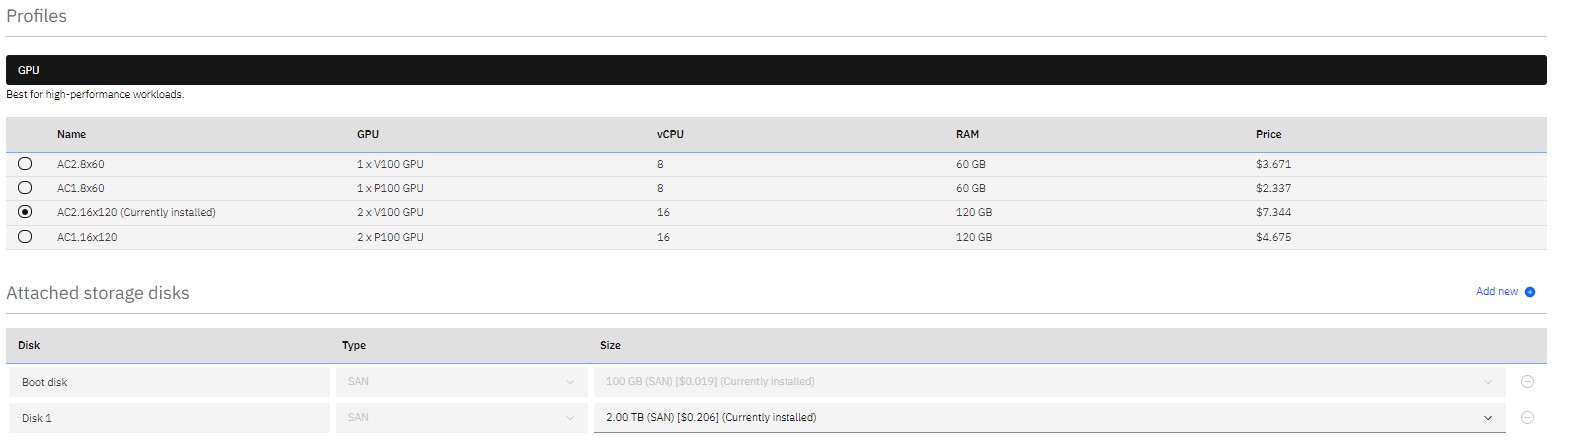 Profiles
GPU
Best for high-performance workloads.
Name GPU vCPU RAM Price
AC2.8x60 1 x V100 GPU 8 60 GB $3.671
AC1.8x60 1 x P100 GPU 8 60 GB $2.337
AC2.16x120 (Currently installed) 2 x V100 GPU 16 120 GB $7.344
AC1.16x120 2 x P100 GPU 16 120 GB $4.675
Attached storage disks Add new
Disk Type Size
Boot disk SAN 100 GB (SAN) [$0.019] (Currently installed)
Disk 1 SAN 2.00 TB (SAN) [$0.206] (Currently installed)